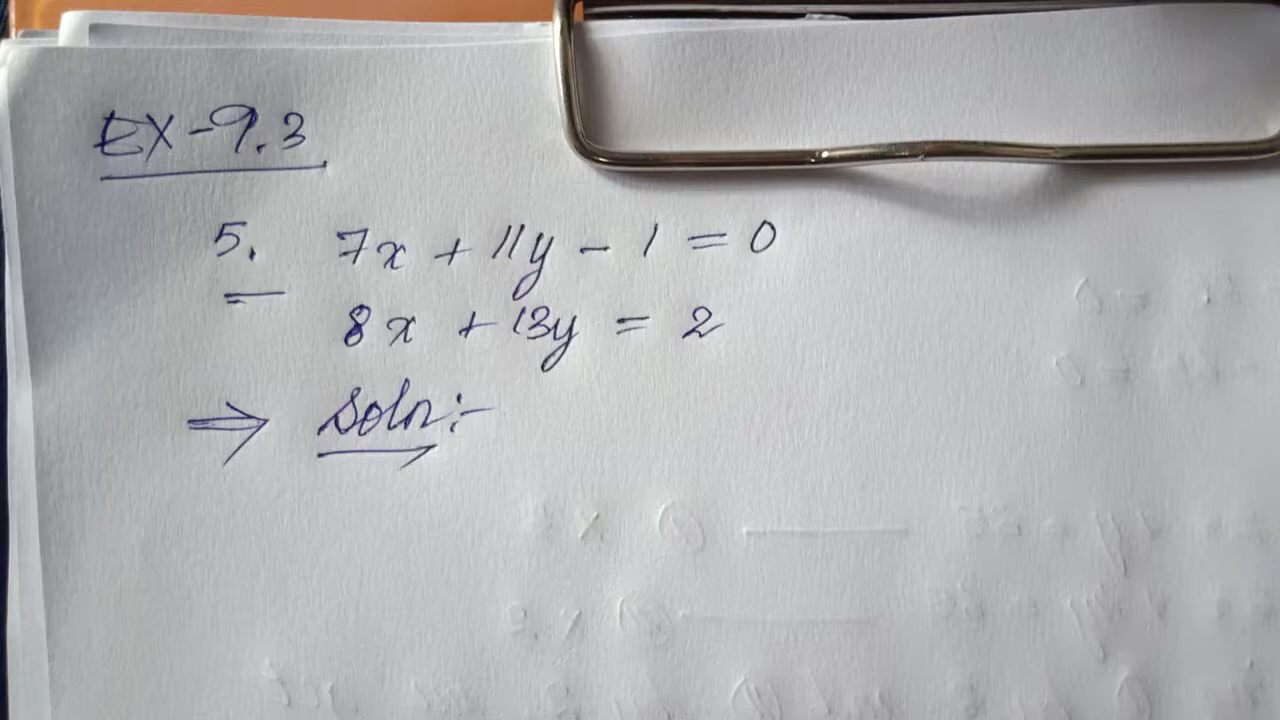 EX-9.3
5. 7x + 11y - 1 = 0
8x + 13y = 2
⇒ Soln:-